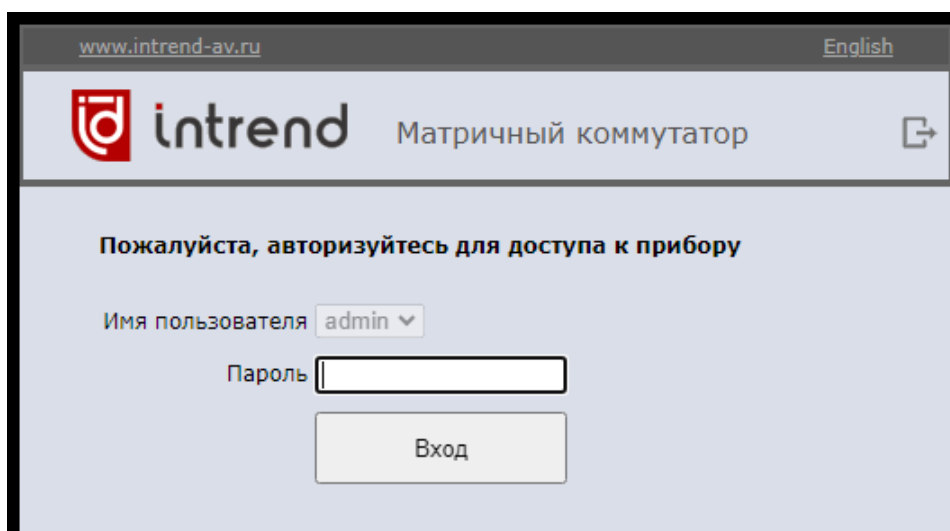 www.intrend-av.ru English
intrend Матричный коммутатор
Пожалуйста, авторизуйтесь для доступа к прибору
Имя пользователя admin
Пароль
Вход